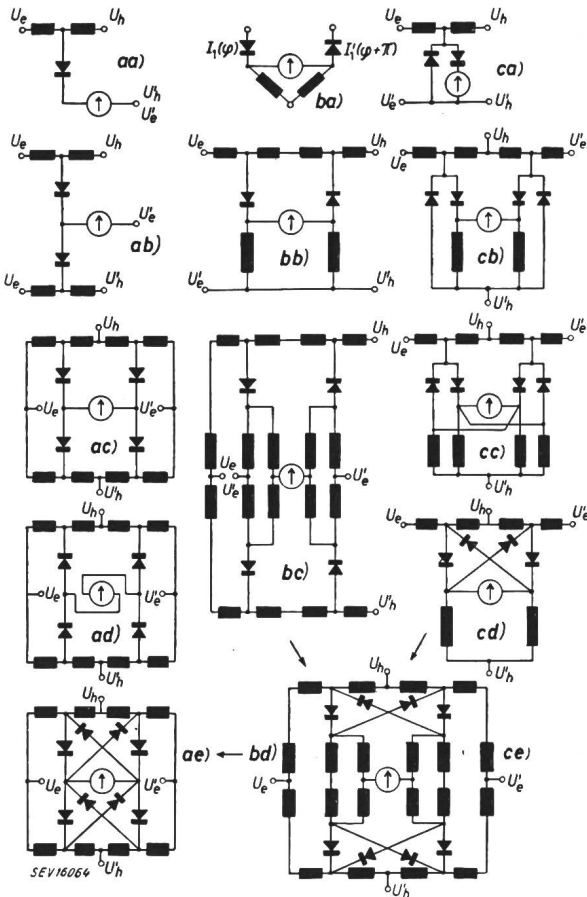 Ue Uh
aa)
U'h
U'e
I1(φ) I'1(φ+π)
ba)
Ue Uh
ca)
U'e U'h
Ue Uh
ab) U'e
Ue U'h
Ue Uh
bb)
U'e U'h
Ue Uh U'e
cb)
U'h
Uh
Ue U'e
ac)
U'h
Uh
Ue
U'e U'e
bc)
U'h
Ue Uh U'e
cc)
U'h
Uh
Ue U'e
ad)
U'h
Ue Uh U'e
cd)
U'h
Uh
Ue U'e
ae) bd)
U'h
SEV16064
Uh
Ue U'e
ce)
U'h